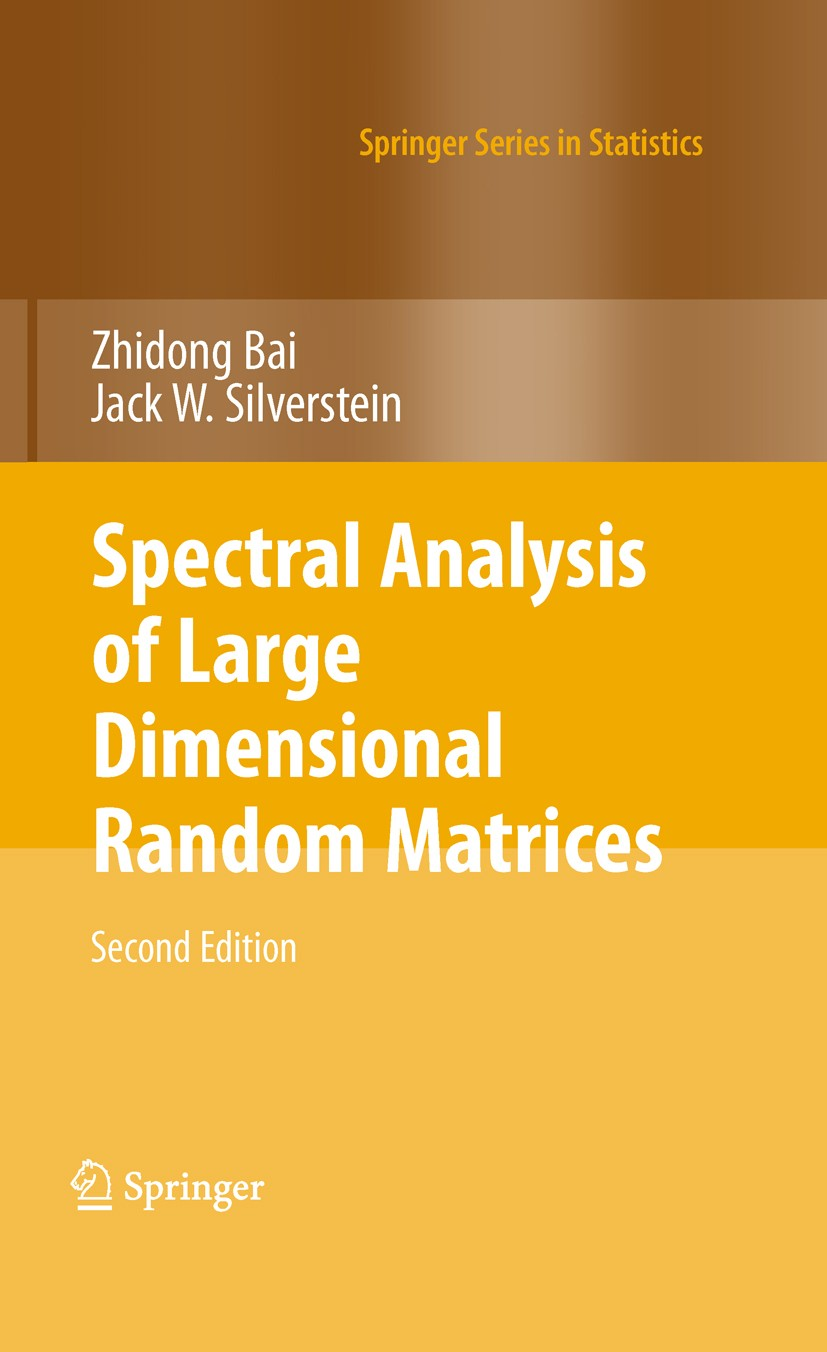 Springer Series in Statistics
Zhidong Bai
Jack W. Silverstein
Spectral Analysis
of Large
Dimensional
Random Matrices
Second Edition
Springer